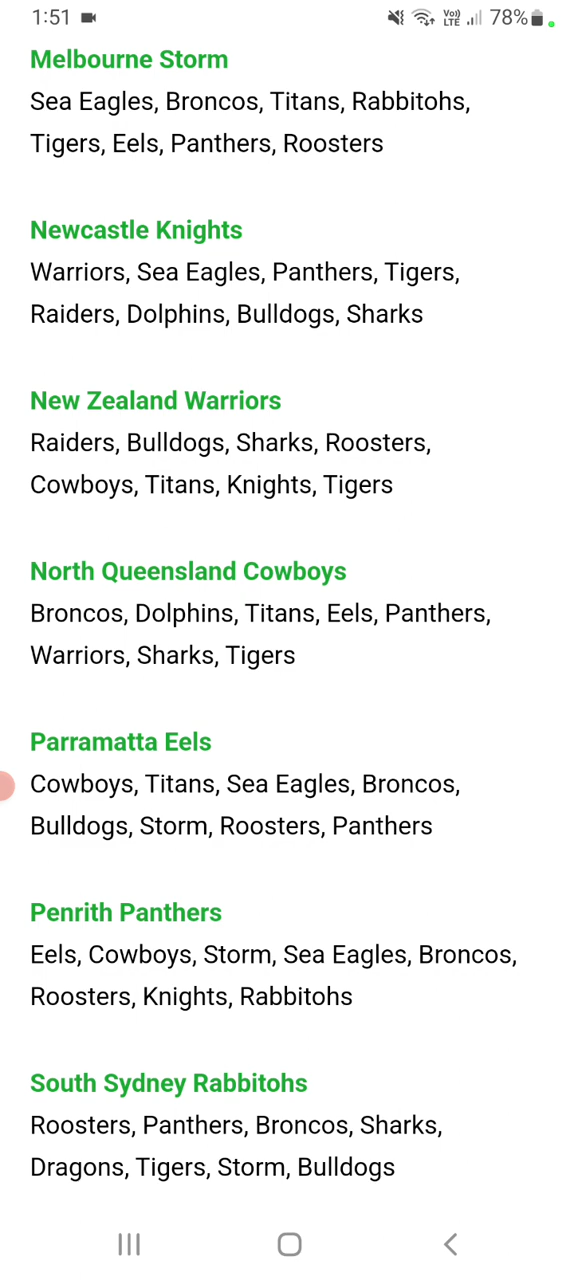 1:51
Vo))
LTE
78%
Melbourne Storm
Sea Eagles, Broncos, Titans, Rabbitohs,
Tigers, Eels, Panthers, Roosters
Newcastle Knights
Warriors, Sea Eagles, Panthers, Tigers,
Raiders, Dolphins, Bulldogs, Sharks
New Zealand Warriors
Raiders, Bulldogs, Sharks, Roosters,
Cowboys, Titans, Knights, Tigers
North Queensland Cowboys
Broncos, Dolphins, Titans, Eels, Panthers,
Warriors, Sharks, Tigers
Parramatta Eels
Cowboys, Titans, Sea Eagles, Broncos,
Bulldogs, Storm, Roosters, Panthers
Penrith Panthers
Eels, Cowboys, Storm, Sea Eagles, Broncos,
Roosters, Knights, Rabbitohs
South Sydney Rabbitohs
Roosters, Panthers, Broncos, Sharks,
Dragons, Tigers, Storm, Bulldogs